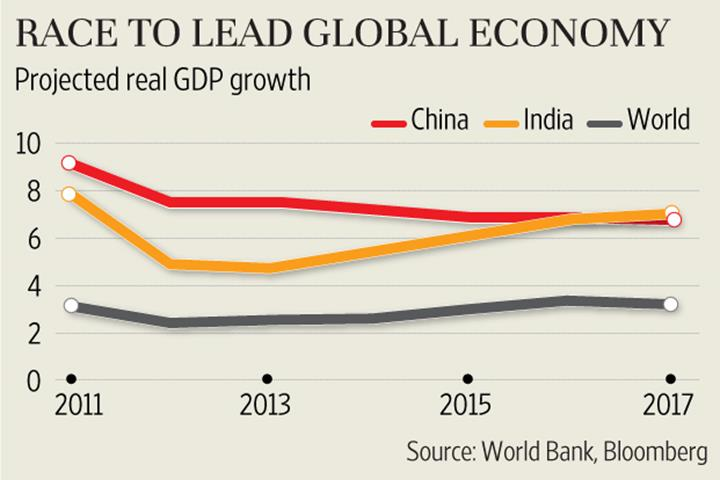 RACE TO LEAD GLOBAL ECONOMY
Projected real GDP growth
China India World
10
8
6
4
2
0
2011 2013 2015 2017
Source: World Bank, Bloomberg